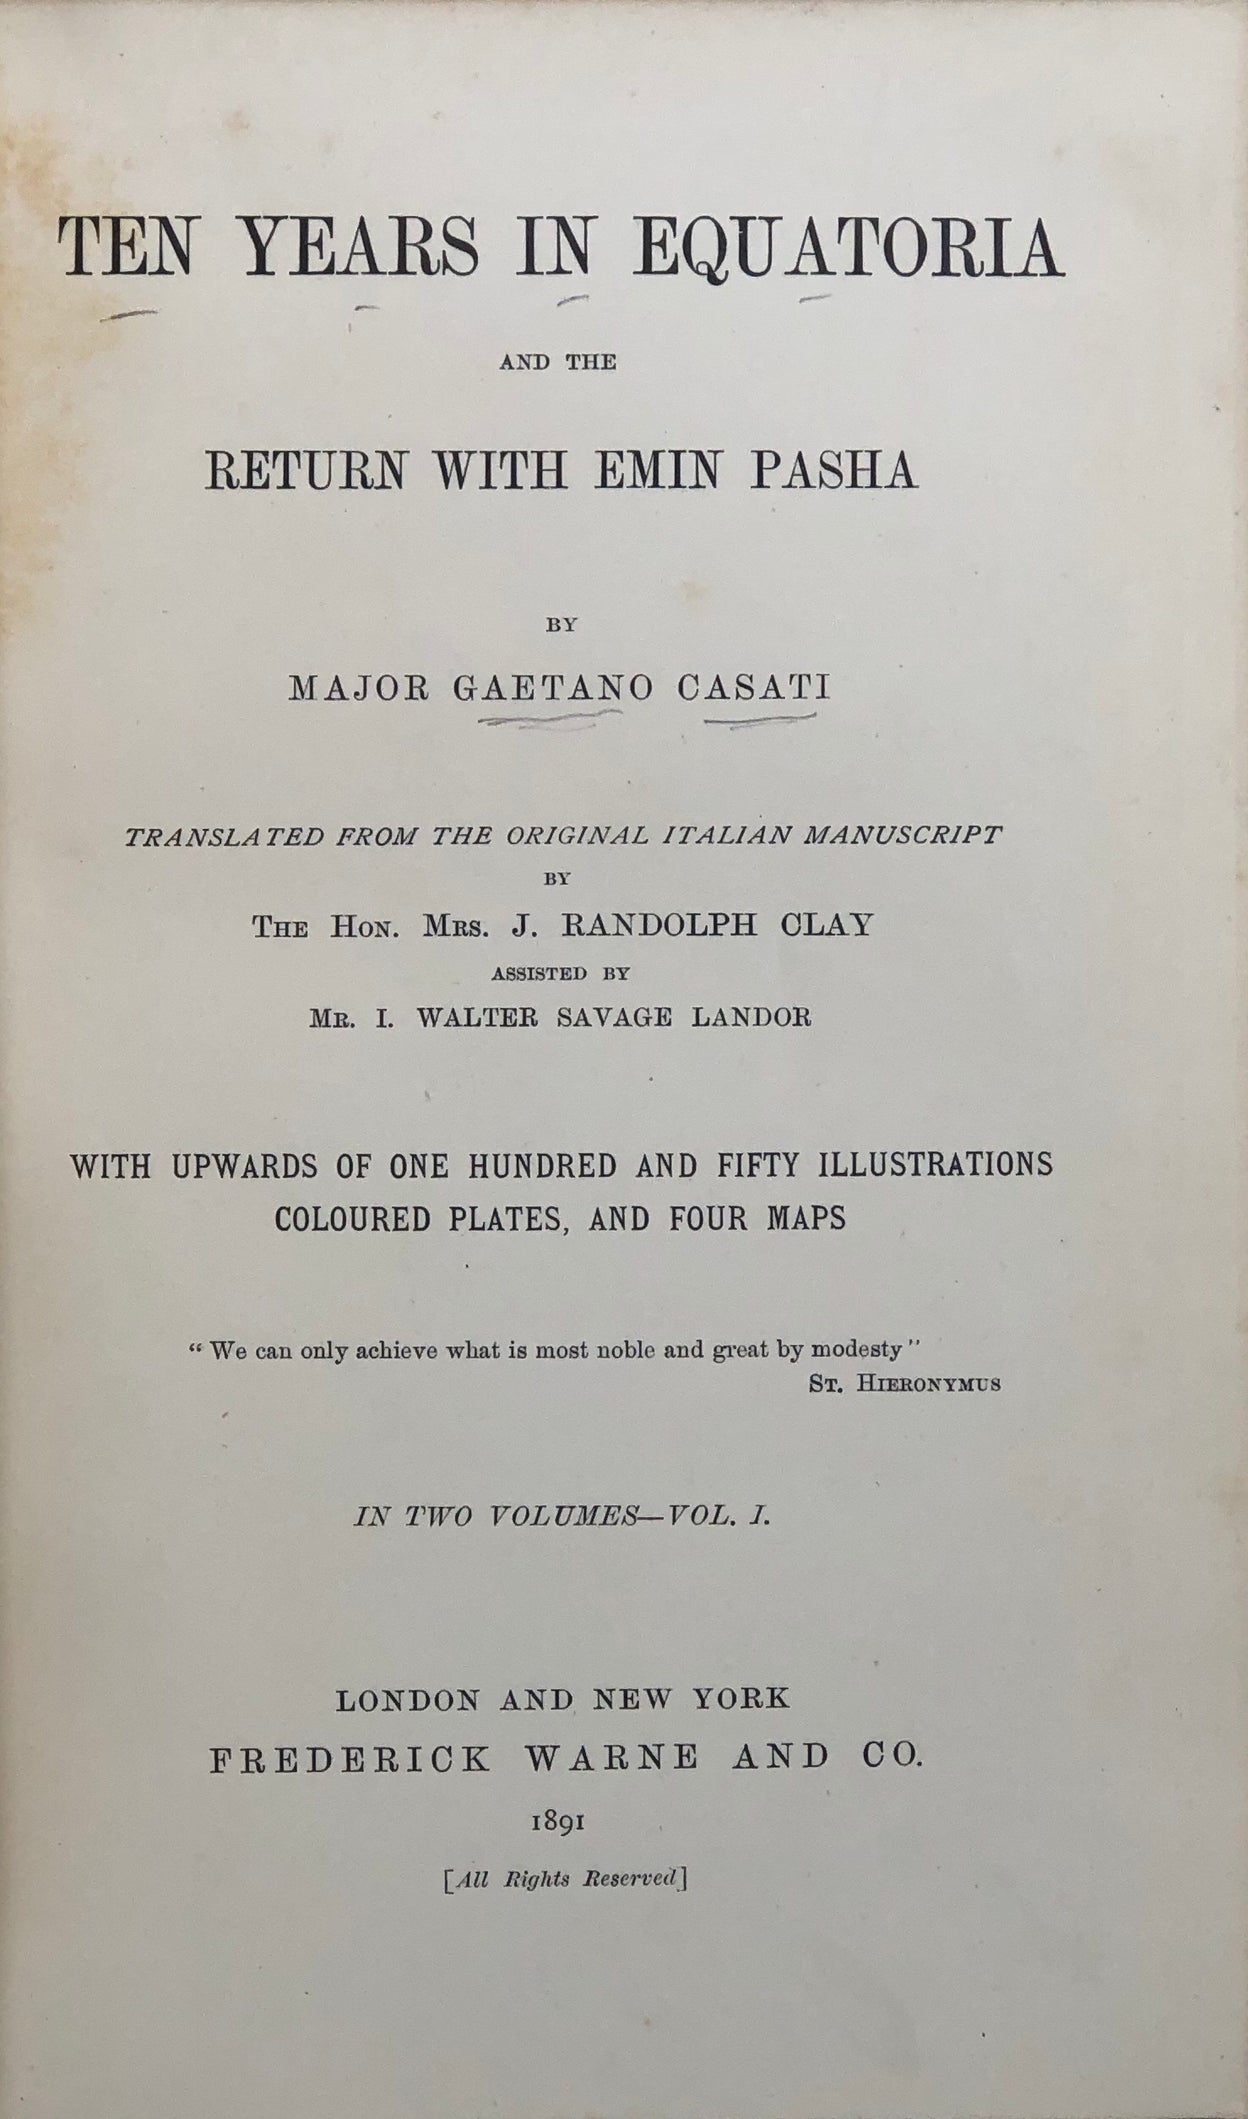 TEN YEARS IN EQUATORIA
AND THE
RETURN WITH EMIN PASHA
BY
MAJOR GAETANO CASATI
TRANSLATED FROM THE ORIGINAL ITALIAN MANUSCRIPT
BY
THE HON. MRS. J. RANDOLPH CLAY
ASSISTED BY
MR. I. WALTER SAVAGE LANDOR
WITH UPWARDS OF ONE HUNDRED AND FIFTY ILLUSTRATIONS
COLOURED PLATES, AND FOUR MAPS
“We can only achieve what is most noble and great by modesty”
ST. HIERONYMUS
IN TWO VOLUMES—VOL. I.
LONDON AND NEW YORK
FREDERICK WARNE AND CO.
1891
[All Rights Reserved]